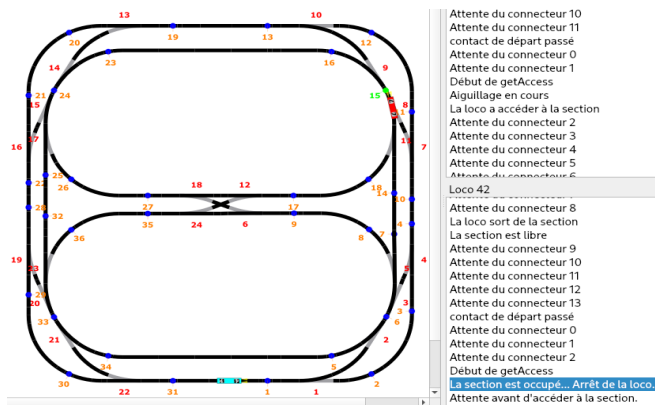 13
10
20
19
13
12
23
16
14
9
21
24
15
15
8
11
16
7
25
26
22
18
14
18
12
10
27
17
28
32
35
24
6
9
4
36
8
7
19
4
29
20
3
3
33
6
21
2
34
5
30
22
31
1
1
2
Attente du connecteur 10
Attente du connecteur 11
contact de départ passé
Attente du connecteur 0
Attente du connecteur 1
Début de getAccess
Aiguillage en cours
La loco a accédé à la section
Attente du connecteur 2
Attente du connecteur 3
Attente du connecteur 4
Attente du connecteur 5
Attente du connecteur 6
Loco 42
Attente du connecteur 8
La loco sort de la section
La section est libre
Attente du connecteur 9
Attente du connecteur 10
Attente du connecteur 11
Attente du connecteur 12
Attente du connecteur 13
contact de départ passé
Attente du connecteur 0
Attente du connecteur 1
Attente du connecteur 2
Début de getAccess
La section est occupé... Arrêt de la loco.
Attente avant d'accéder à la section.